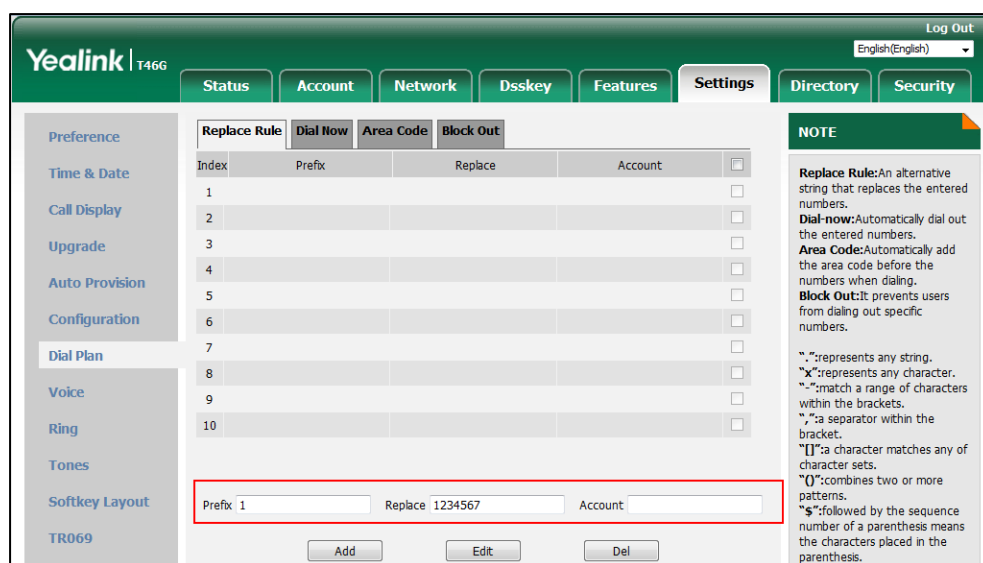 Log Out
English(English)
Yealink | T46G
Status Account Network Dsskey Features Settings Directory Security
Preference
Time & Date
Call Display
Upgrade
Auto Provision
Configuration
Dial Plan
Voice
Ring
Tones
Softkey Layout
TR069
Replace Rule Dial Now Area Code Block Out
Index Prefix Replace Account
1
2
3
4
5
6
7
8
9
10
Prefix 1 Replace 1234567 Account
Add Edit Del
NOTE
Replace Rule:An alternative
string that replaces the entered
numbers.
Dial-now:Automatically dial out
the entered numbers.
Area Code:Automatically add
the area code before the
numbers when dialing.
Block Out:It prevents users
from dialing out specific
numbers.
".":represents any string.
"x":represents any character.
"-":match a range of characters
within the brackets.
",":a separator within the
bracket.
"[]":a character matches any of
character sets.
"()":combines two or more
patterns.
"$":followed by the sequence
number of a parenthesis means
the characters placed in the
parenthesis.